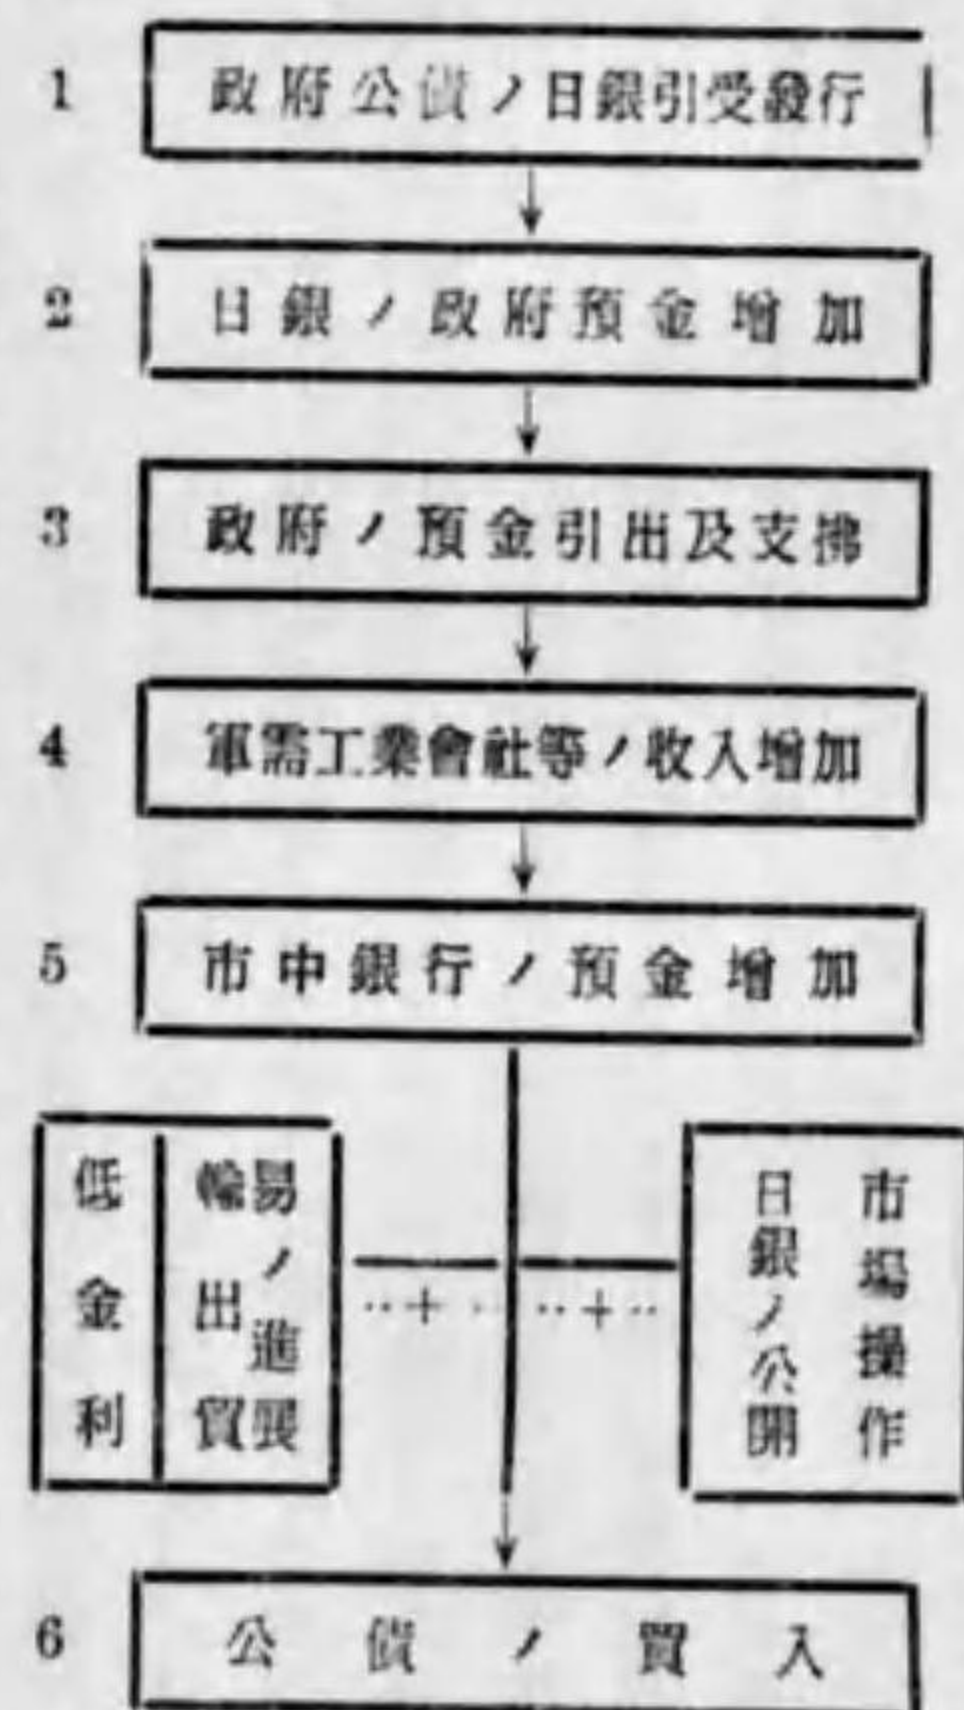 1 政府公債ノ日銀引受發行
2 日銀ノ政府預金增加
3 政府ノ預金引出及支拂
4 軍需工業會社等ノ收入增加
5 市中銀行ノ預金增加
低金利
輸出貿
易ノ進展
‥+‥
‥+‥
日銀ノ公開
市場操作
6 公債ノ買入